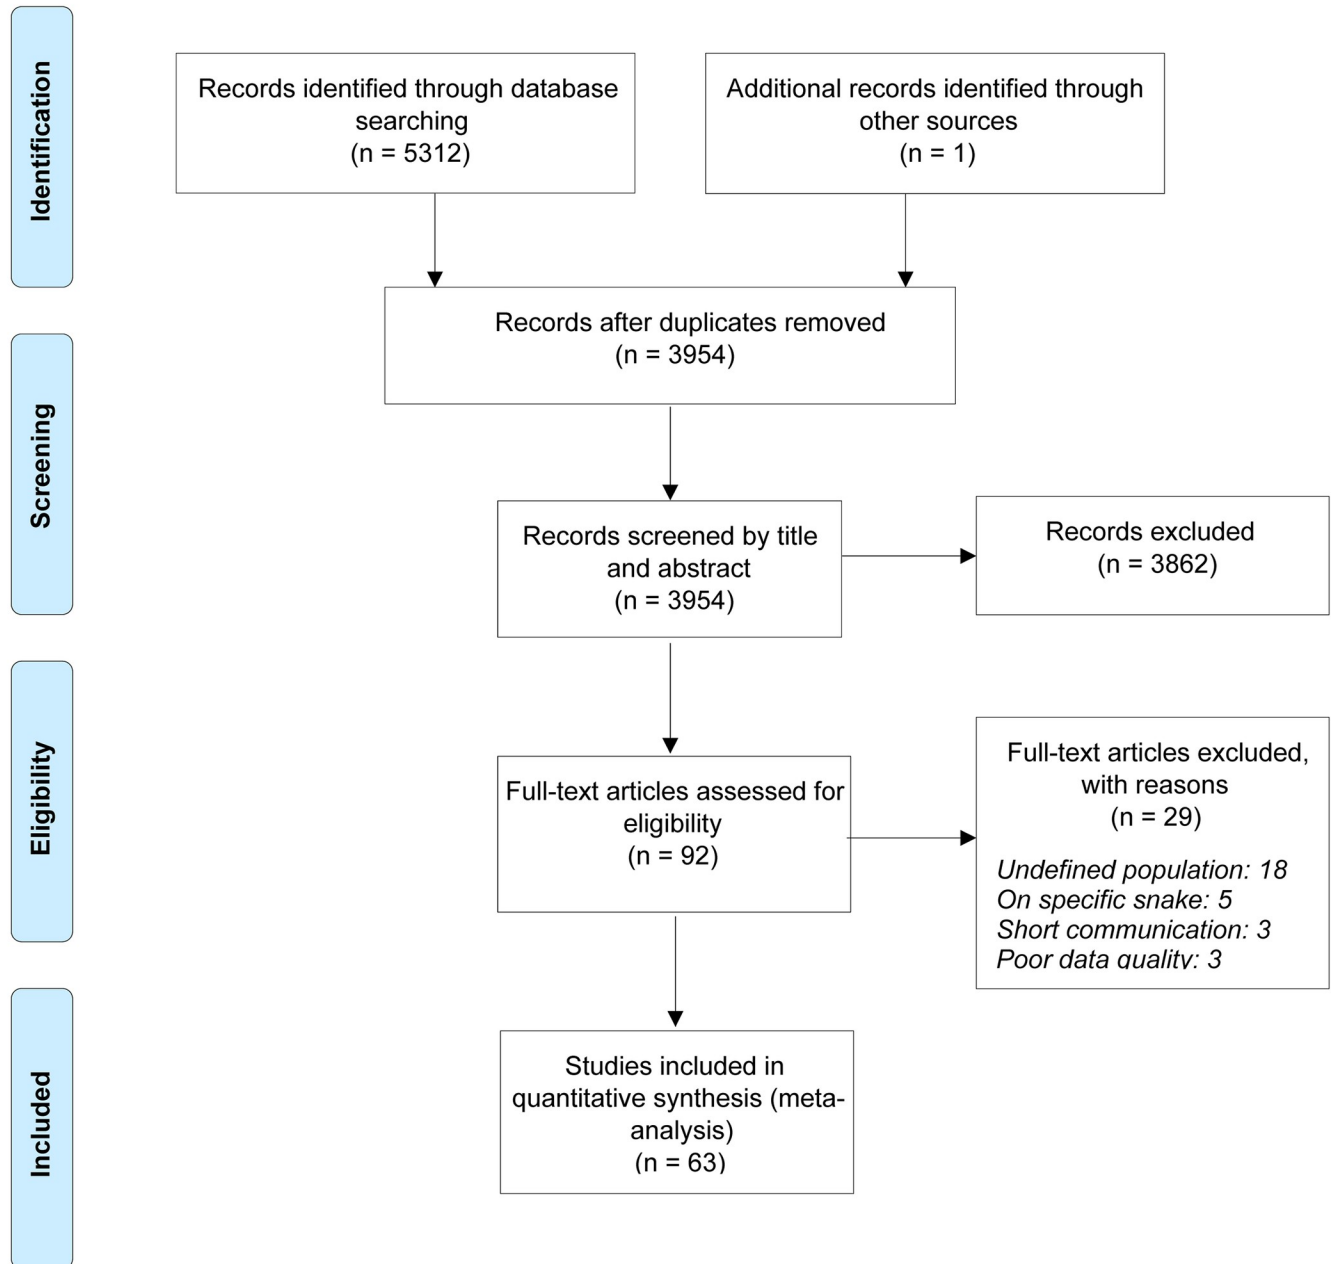 Identification
Records identified through database
searching
(n = 5312)
Additional records identified through
other sources
(n = 1)
Records after duplicates removed
(n = 3954)
Screening
Records screened by title
and abstract
(n = 3954)
Records excluded
(n = 3862)
Eligibility
Full-text articles assessed for
eligibility
(n = 92)
Full-text articles excluded,
with reasons
(n = 29)
Undefined population: 18
On specific snake: 5
Short communication: 3
Poor data quality: 3
Included
Studies included in
quantitative synthesis (meta-
analysis)
(n = 63)